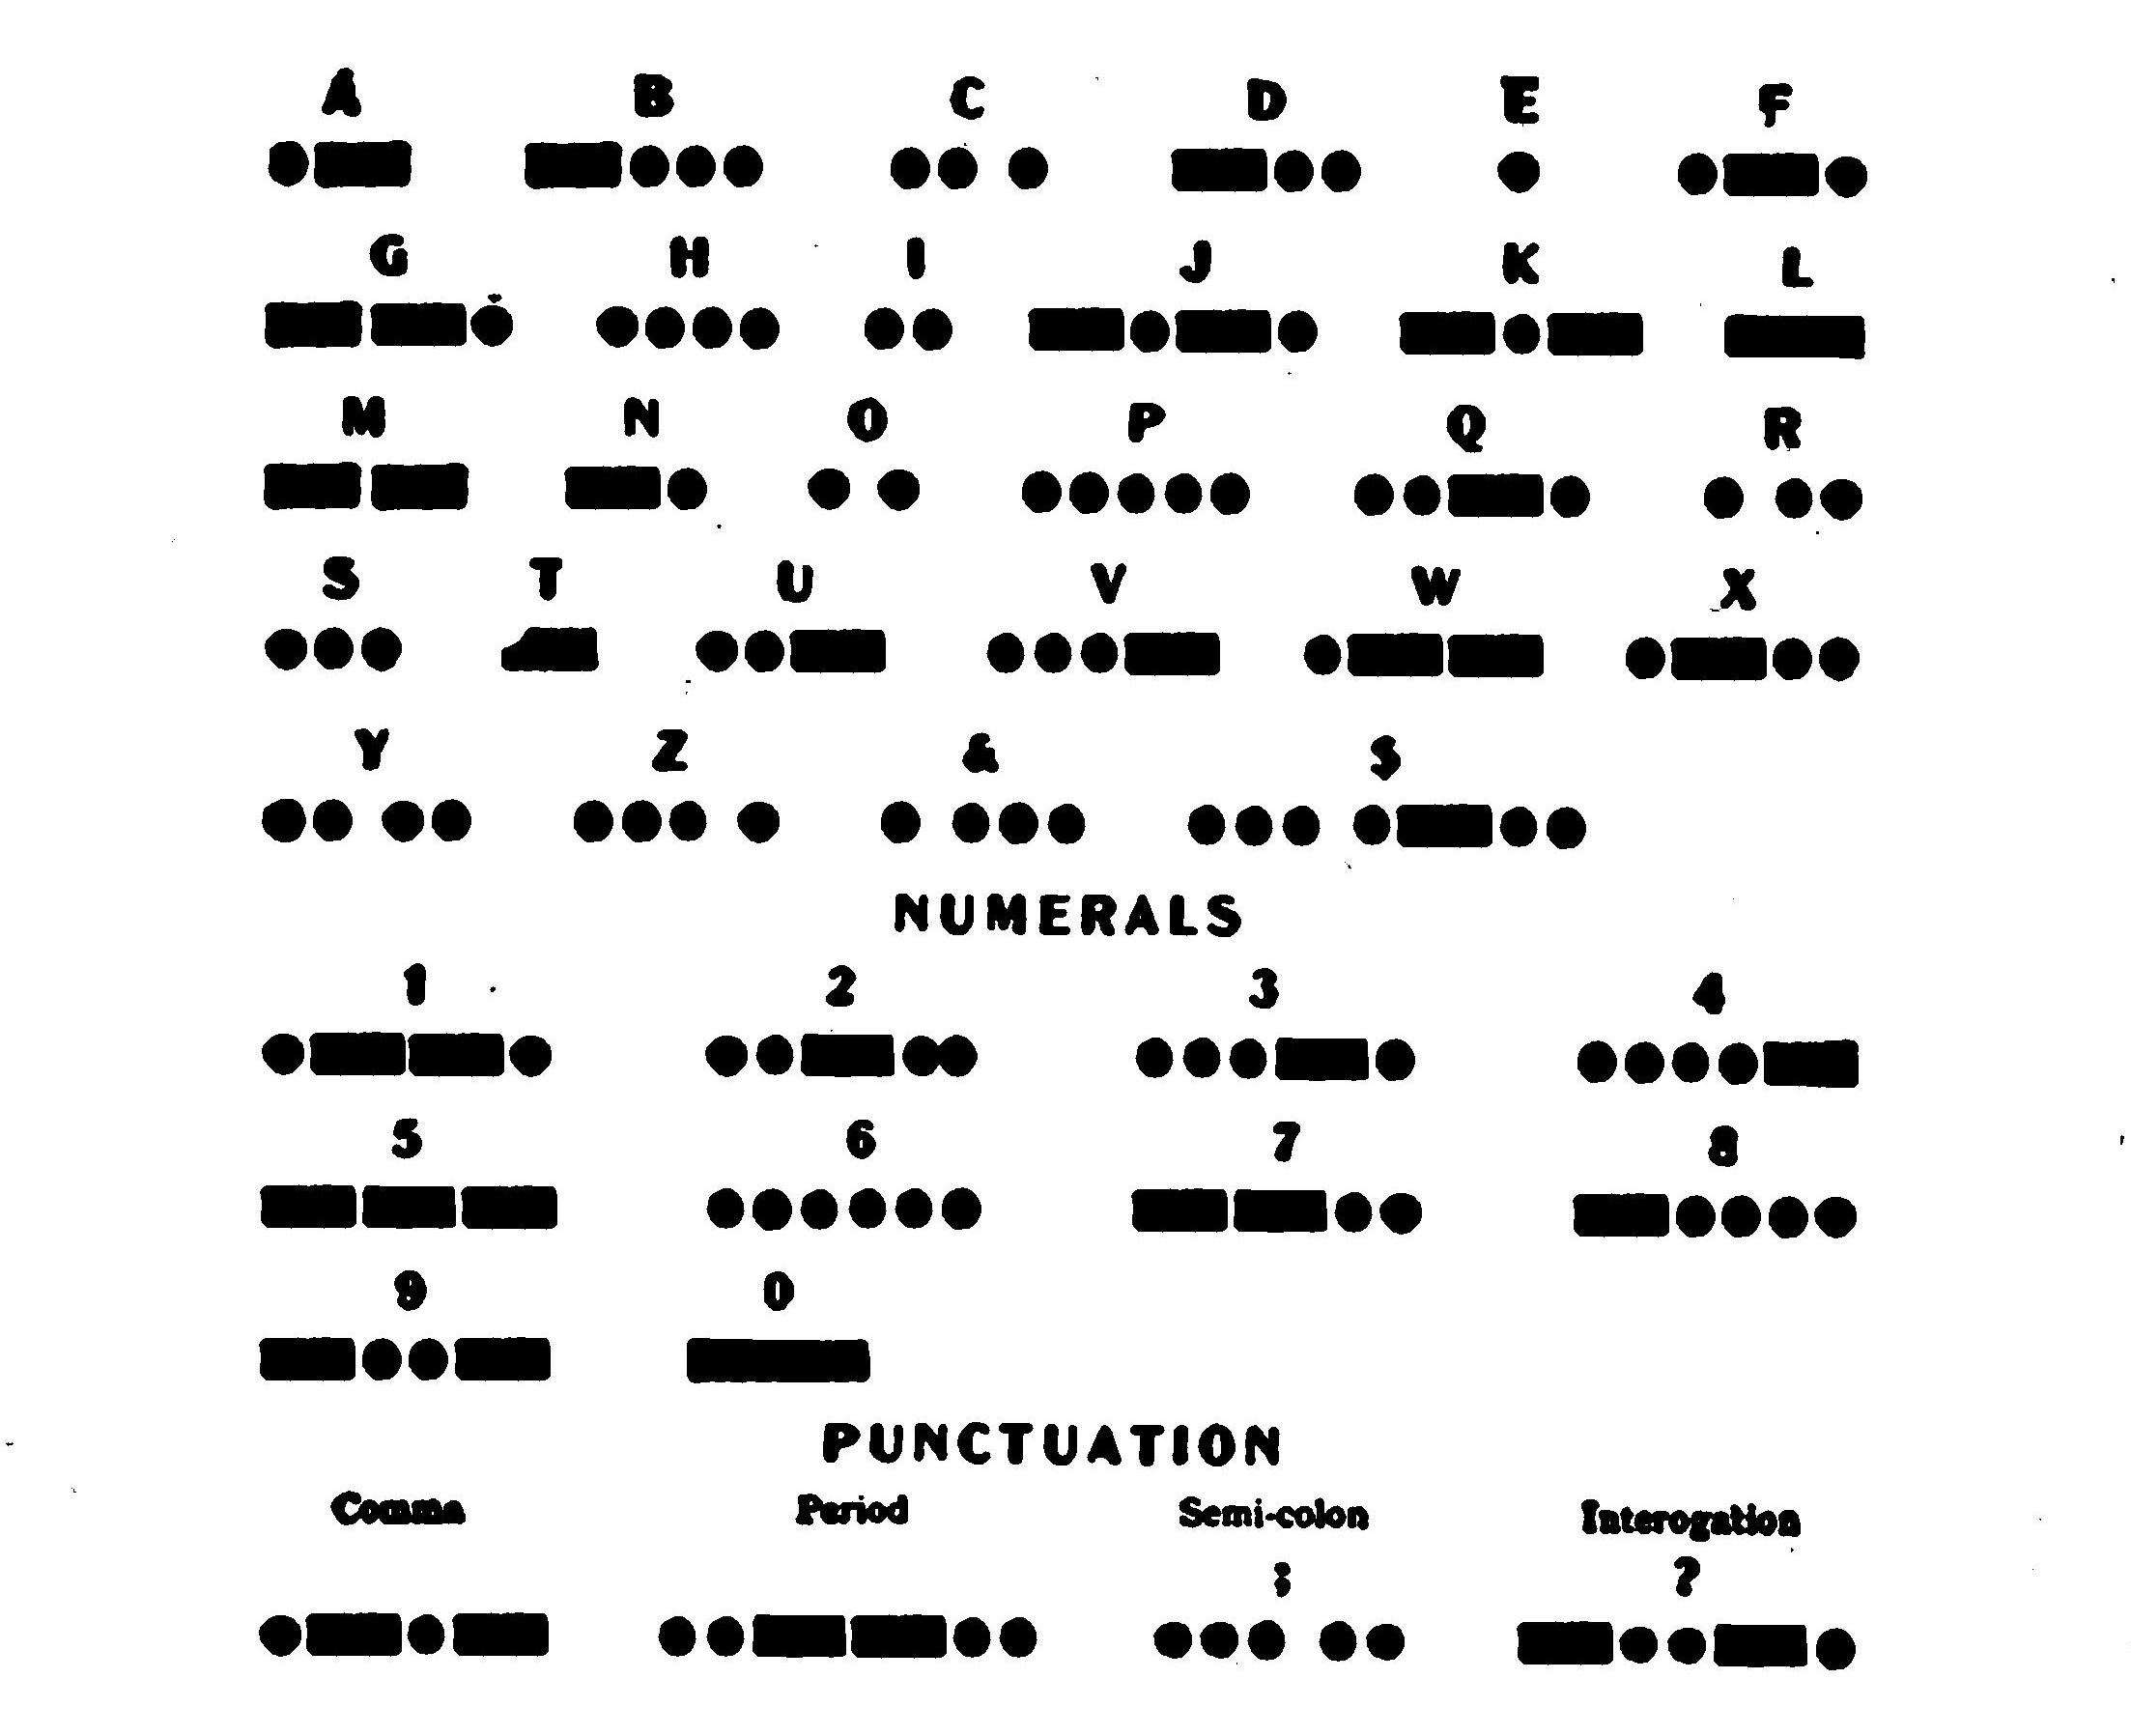 A B C D E F
G H I J K L
M N O P Q R
S T U V W X
Y Z & $
NUMERALS
1 2 3 4
5 6 7 8
9 0
PUNCTUATION
Comma Period Semi-colon Interogation
; ?